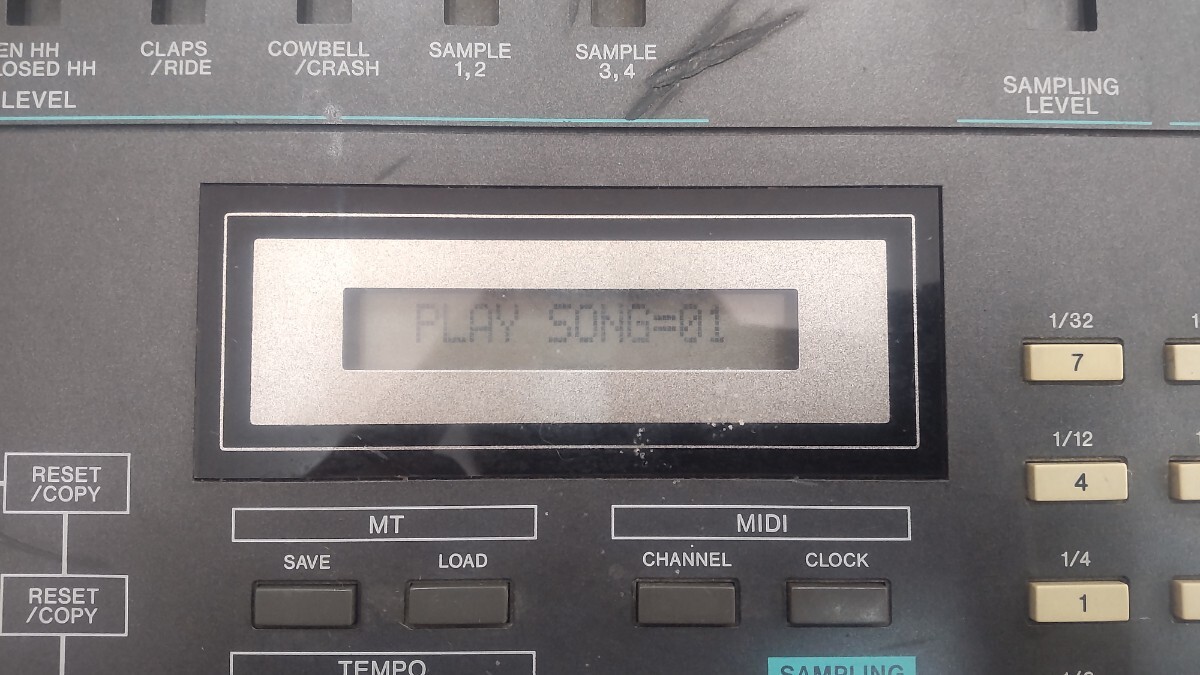 EN HH
LOSED HH
CLAPS
/RIDE
COWBELL
/CRASH
SAMPLE
1,2
SAMPLE
3,4
LEVEL
SAMPLING
LEVEL
PLAY SONG=01
1/32
7
1/12
4
1/4
1
RESET
/COPY
RESET
/COPY
MT
SAVE
LOAD
MIDI
CHANNEL
CLOCK
TEMPO
SAMPLING